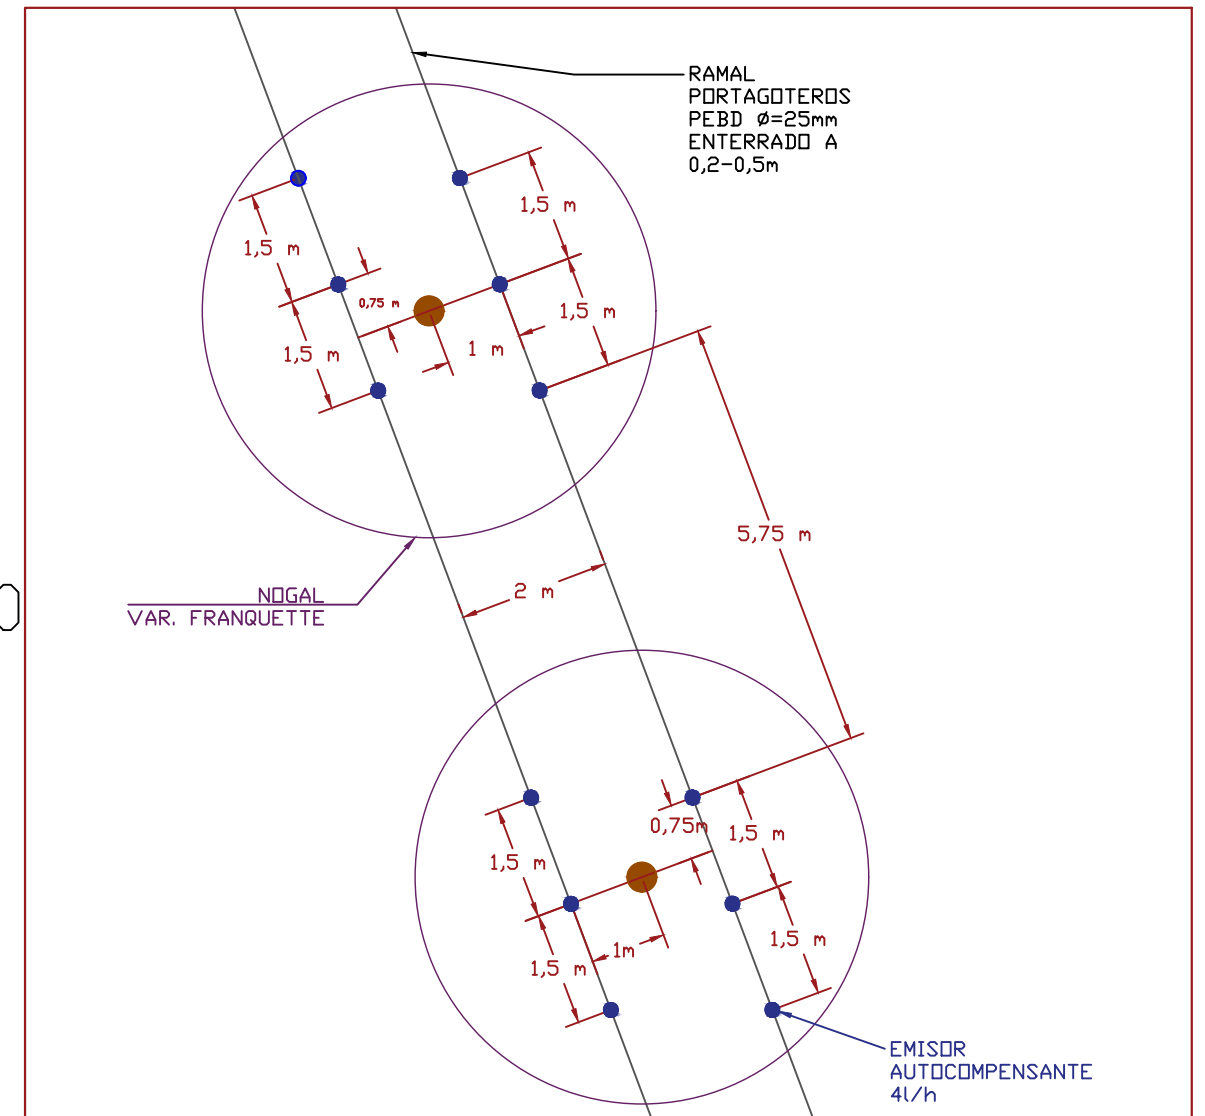 RAMAL
PORTAGOTEROS
PEBD Ø=25mm
ENTERRADO A
0,2-0,5m
1,5 m
1,5 m
0,75 m
1,5 m
1 m
1,5 m
5,75 m
2 m
NOGAL
VAR. FRANQUETTE
0,75m
1,5 m
1,5 m
1,5 m
1m
1,5 m
EMISOR
AUTOCOMPENSANTE
4l/h